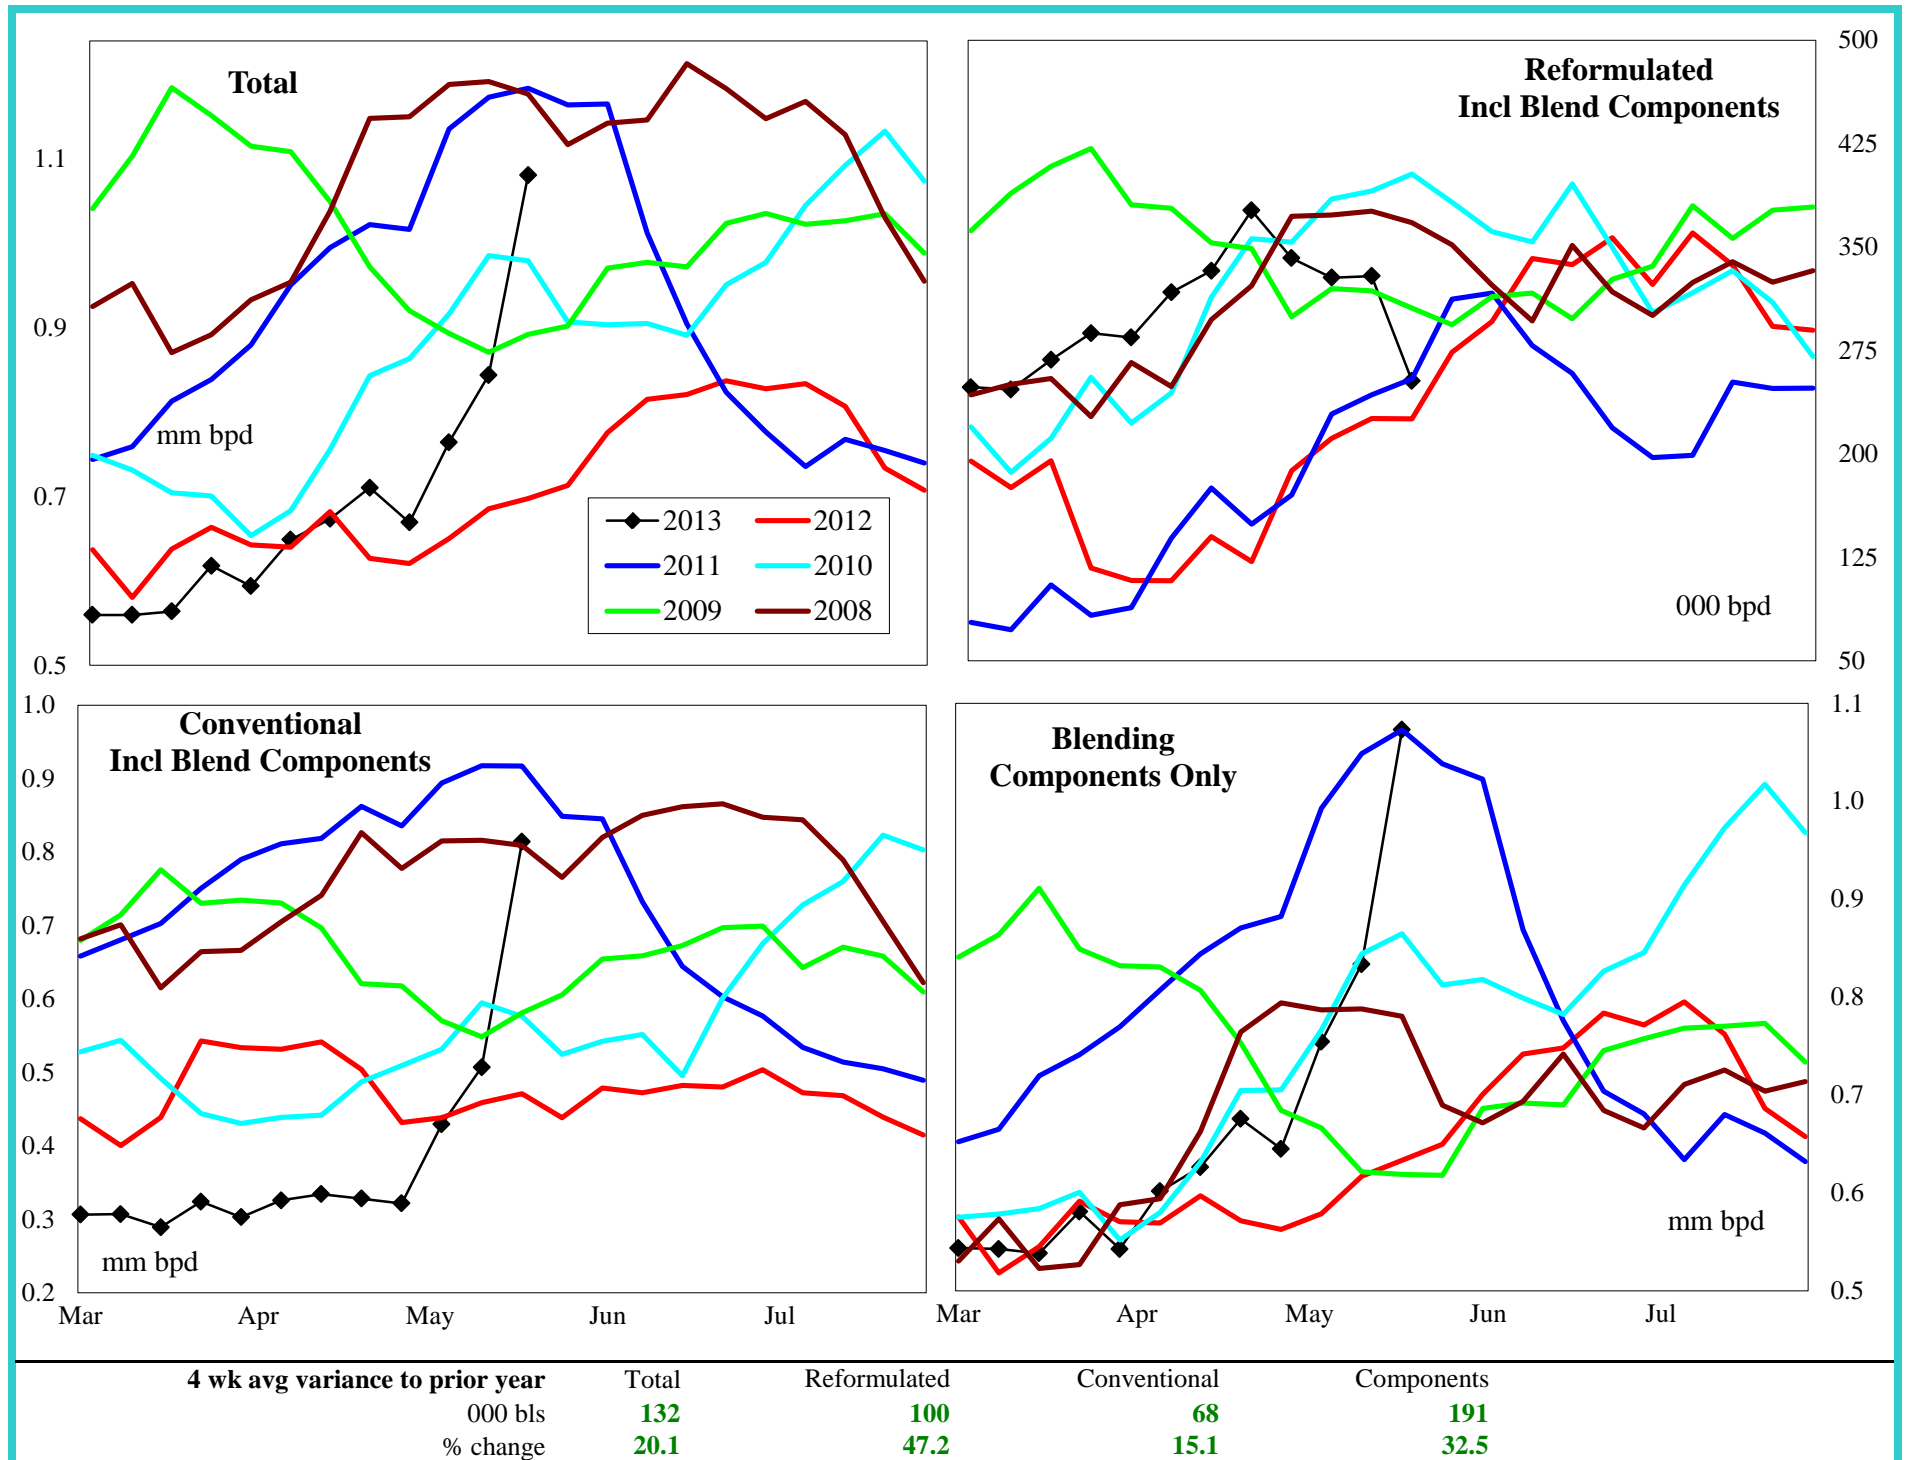 Total
1.1
0.9
0.7
0.5
mm bpd
2013 2012
2011 2010
2009 2008
Reformulated
Incl Blend Components
500
425
350
275
200
125
50
000 bpd
Conventional
Incl Blend Components
1.0
0.9
0.8
0.7
0.6
0.5
0.4
0.3
0.2
mm bpd
Mar Apr May Jun Jul
Blending
Components Only
1.1
1.0
0.9
0.8
0.7
0.6
0.5
mm bpd
Mar Apr May Jun Jul
4 wk avg variance to prior year Total Reformulated Conventional Components
000 bls 132 100 68 191
% change 20.1 47.2 15.1 32.5